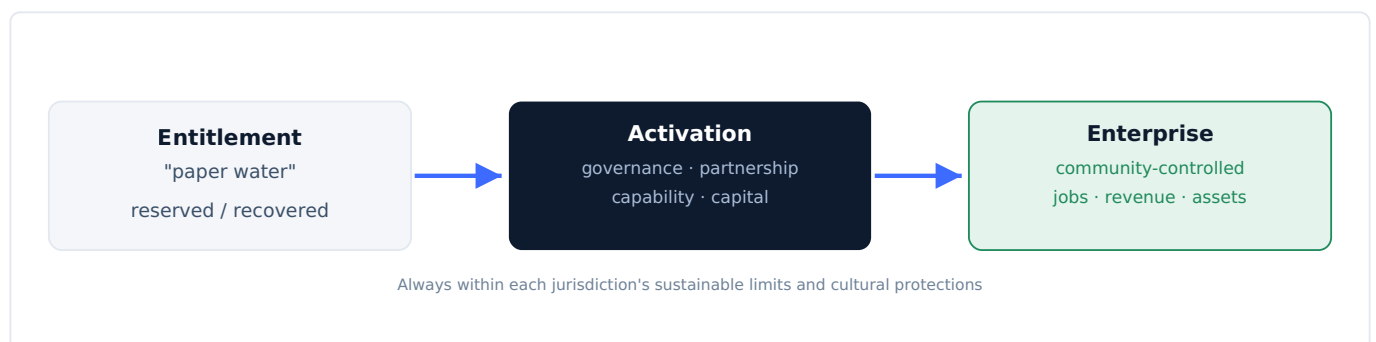 Entitlement
"paper water"
reserved / recovered
Activation
governance · partnership
capability · capital
Enterprise
community-controlled
jobs · revenue · assets
Always within each jurisdiction's sustainable limits and cultural protections